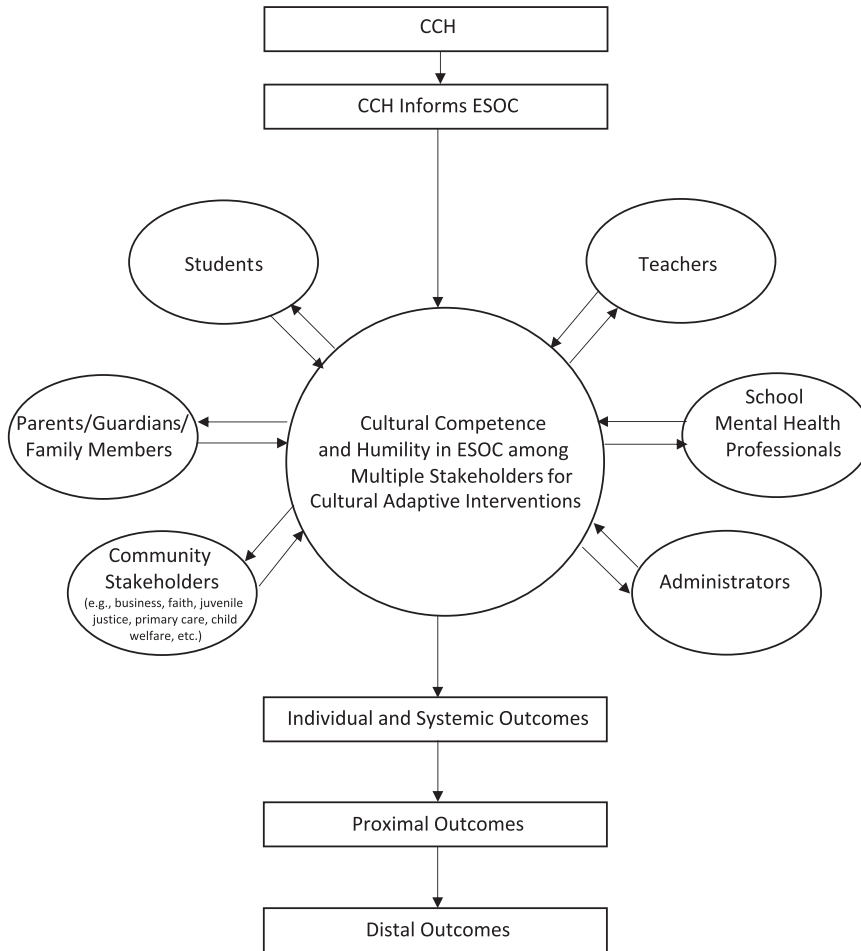 CCH
CCH Informs ESOC
Students
Teachers
Parents/Guardians/
Family Members
School
Mental Health
Professionals
Cultural Competence
and Humility in ESOC among
Multiple Stakeholders for
Cultural Adaptive Interventions
Community
Stakeholders
(e.g., business, faith, juvenile
justice, primary care, child
welfare, etc.)
Administrators
Individual and Systemic Outcomes
Proximal Outcomes
Distal Outcomes